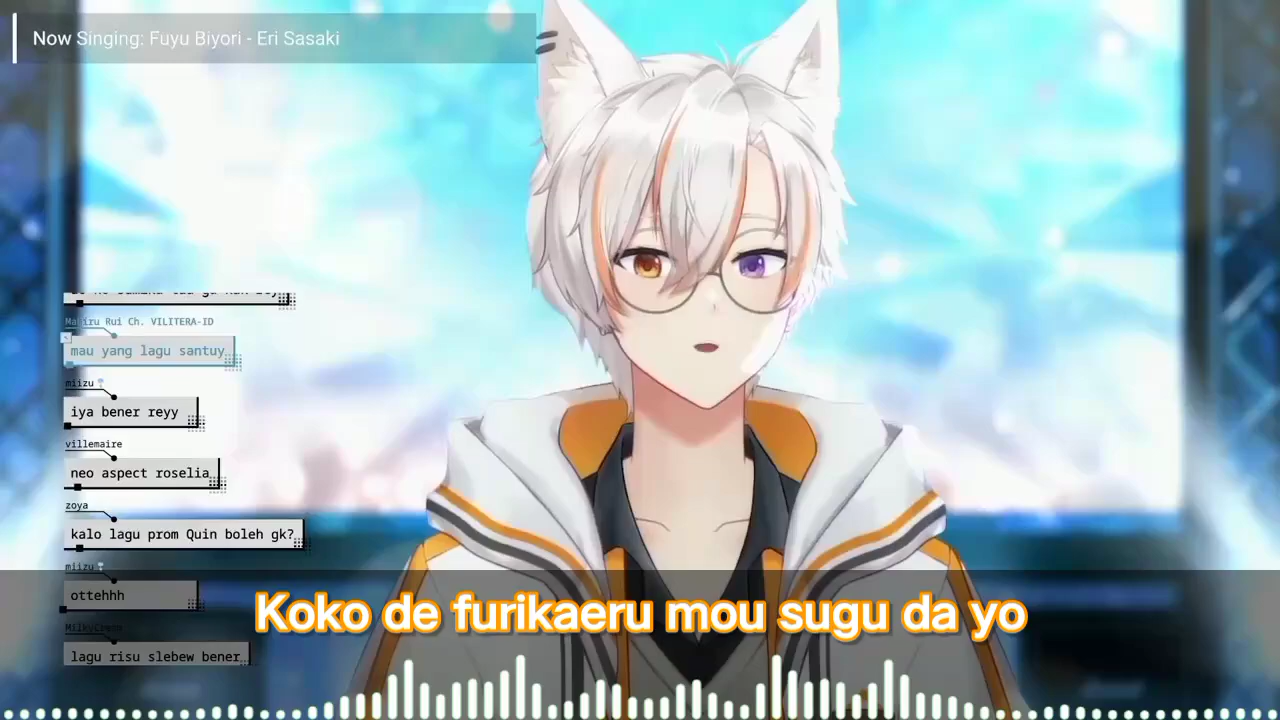 Now Singing: Fuyu Biyori - Eri Sasaki
Rui Ch. VILITERA-ID
mau yang lagu santuy
miizu
iya bener reyy
villemaire
neo aspect roselia
zoya
kalo lagu prom Quin boleh gk?
miizu
ottehhh
lagu risu slebew bener
Koko de furikaeru mou sugu da yo